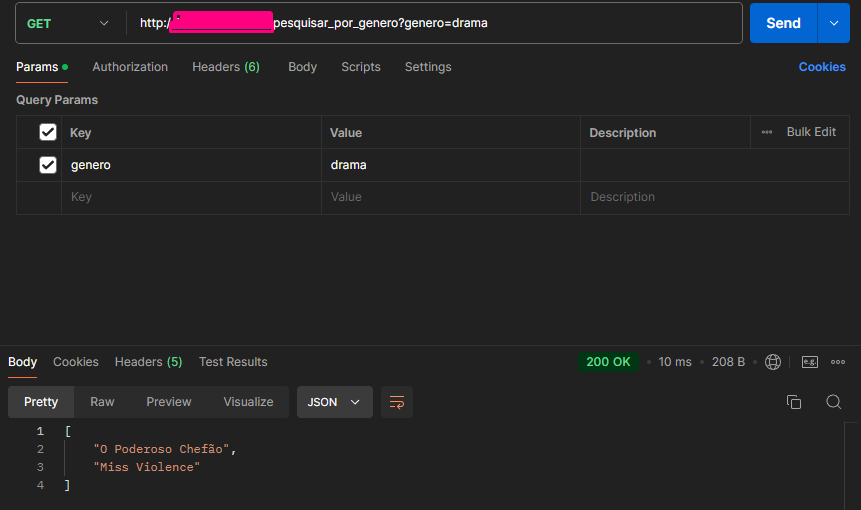 GET http:/ pesquisar_por_genero?genero=drama Send
Params Authorization Headers (6) Body Scripts Settings Cookies
Query Params
Key Value Description Bulk Edit
genero drama
Key Value Description
Body Cookies Headers (5) Test Results 200 OK 10 ms 208 B e.g.
Pretty Raw Preview Visualize JSON
1 [
2 "O Poderoso Chefão",
3 "Miss Violence"
4 ]